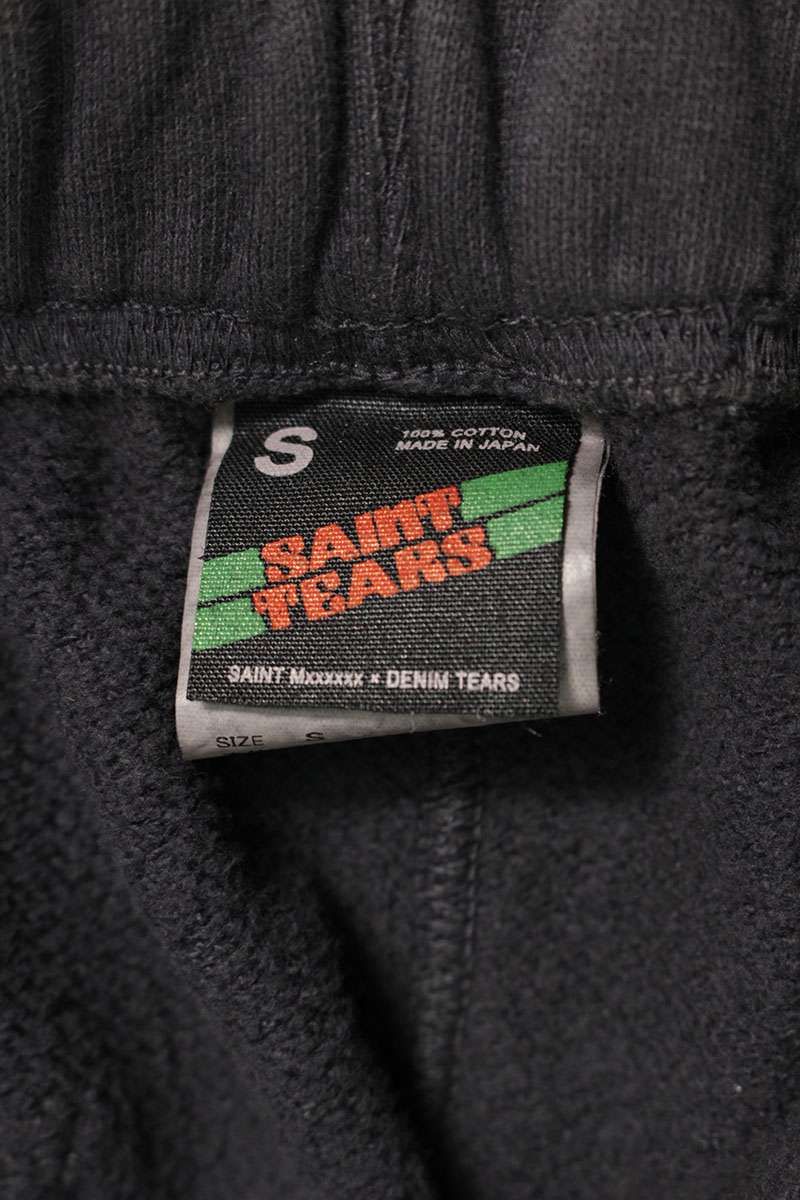 S
100% COTTON
MADE IN JAPAN
SAINT
TEARS
SAINT Mxxxxxx × DENIM TEARS
SIZE S